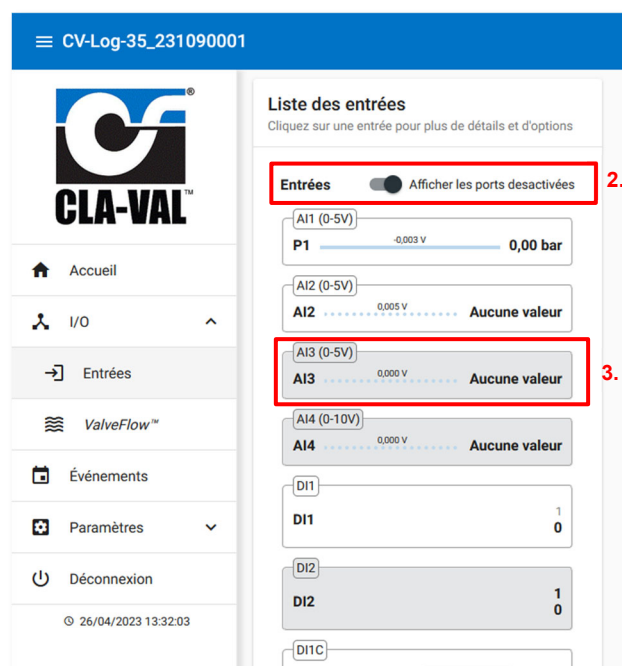 CV-Log-35_231090001
®
CLA-VAL™
Accueil
I/O
Entrées
ValveFlow™
Événements
Paramètres
Déconnexion
26/04/2023 13:32:03
Liste des entrées
Cliquez sur une entrée pour plus de détails et d'options
Entrées Afficher les ports desactivées 2.
AI1 (0-5V)
P1 -0,003 V 0,00 bar
AI2 (0-5V)
AI2 0,005 V Aucune valeur
AI3 (0-5V)
AI3 0,000 V Aucune valeur 3.
AI4 (0-10V)
AI4 0,000 V Aucune valeur
DI1
DI1 1
0
DI2
DI2 1
0
DI1C